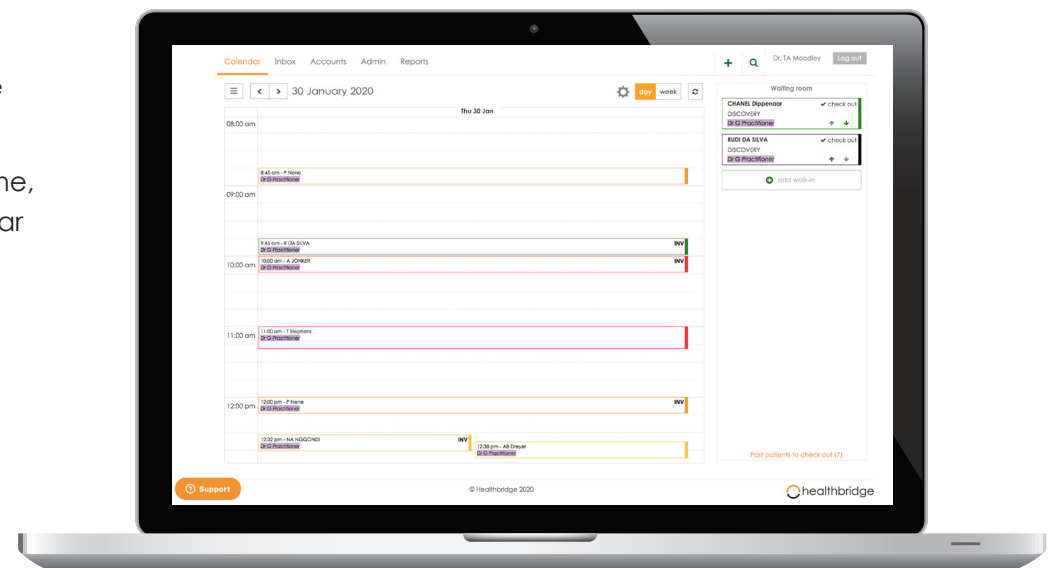 e
ne,
ar
Calendar Inbox Accounts Admin Reports
Dr. TA Moodley Log out
30 January 2020
day week
Thu 30 Jan
08:00 am
8:45 am - P Nene
Dr G Practitioner
09:00 am
9:45 am - R DA SILVA INV
Dr G Practitioner
10:00 am
10:00 am - A JONKER INV
Dr G Practitioner
11:00 am
11:00 am - T Stephens
Dr G Practitioner
12:00 pm
12:00 pm - P Nene INV
Dr G Practitioner
12:32 pm - NA NGQONDI INV
Dr G Practitioner
12:38 pm - AB Dreyer
Dr G Practitioner
Waiting room
CHANEL Dippenaar check out
DISCOVERY
Dr G Practitioner
RUDI DA SILVA check out
DISCOVERY
Dr G Practitioner
add walk-in
Past patients to check out (7)
Support
© Healthbridge 2020
healthbridge